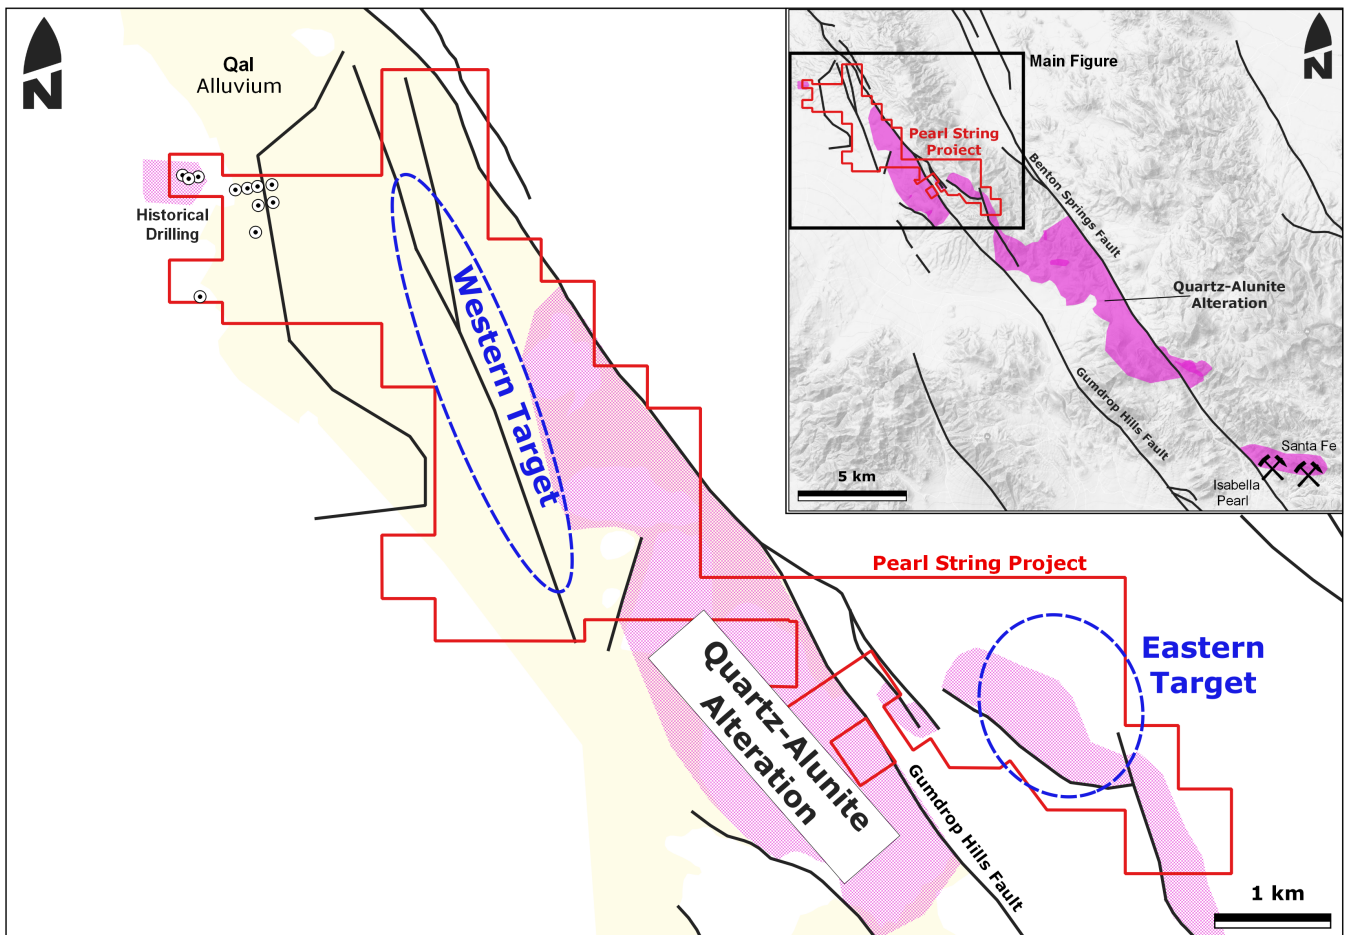 N
Qal
Alluvium
Historical
Drilling
Western Target
Quartz-Alunite
Alteration
Gumdrop Hills Fault
Pearl String Project
Eastern
Target
1 km
N
Main Figure
Pearl String
Project
Benton Springs Fault
Quartz-Alunite
Alteration
Gumdrop Hills Fault
5 km
Santa Fe
Isabella
Pearl